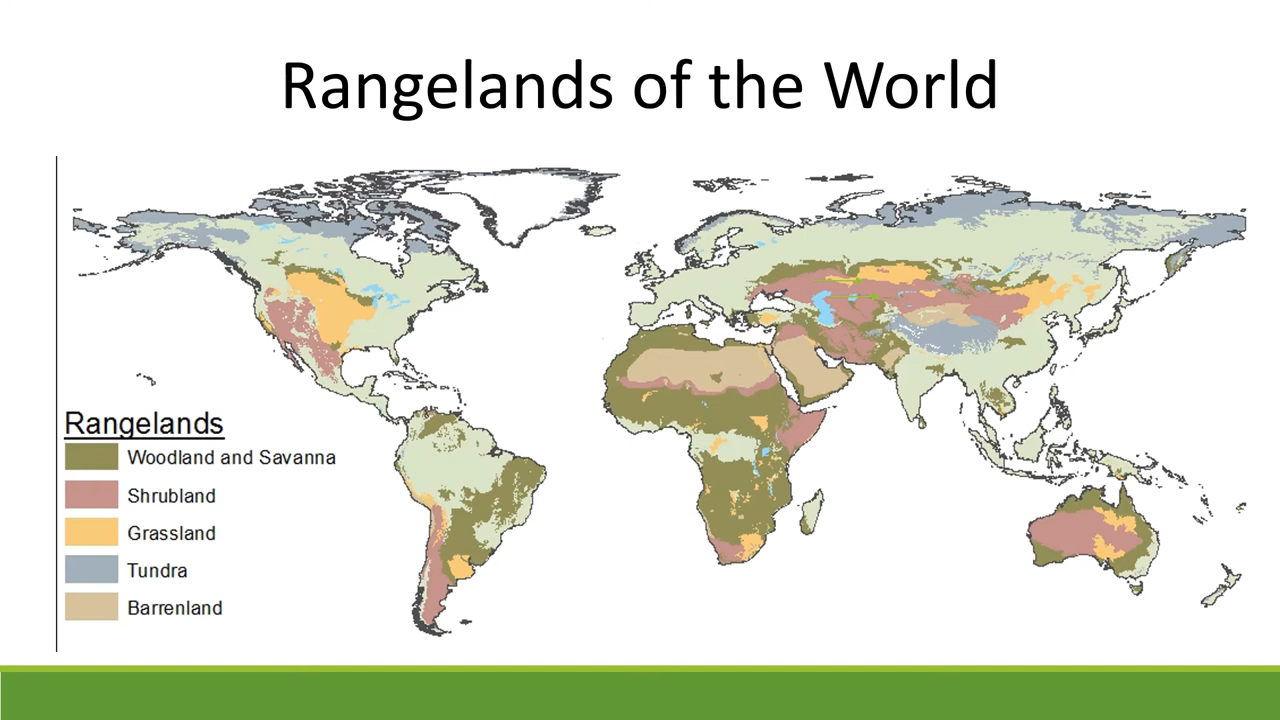 Rangelands of the World
Rangelands
Woodland and Savanna
Shrubland
Grassland
Tundra
Barrenland